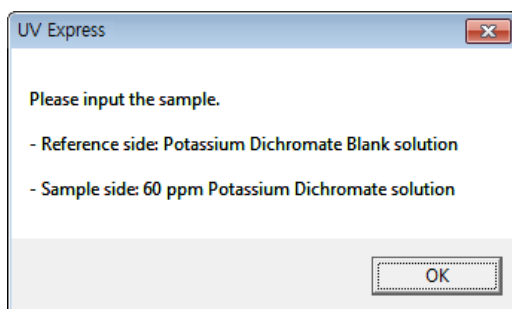 UV Express
Please input the sample.
- Reference side: Potassium Dichromate Blank solution
- Sample side: 60 ppm Potassium Dichromate solution
OK